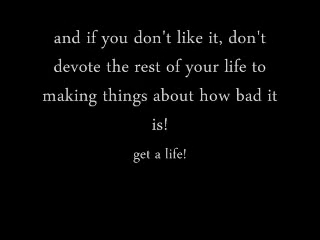 and if you don't like it, don't
devote the rest of your life to
making things about how bad it
is!
get a life!